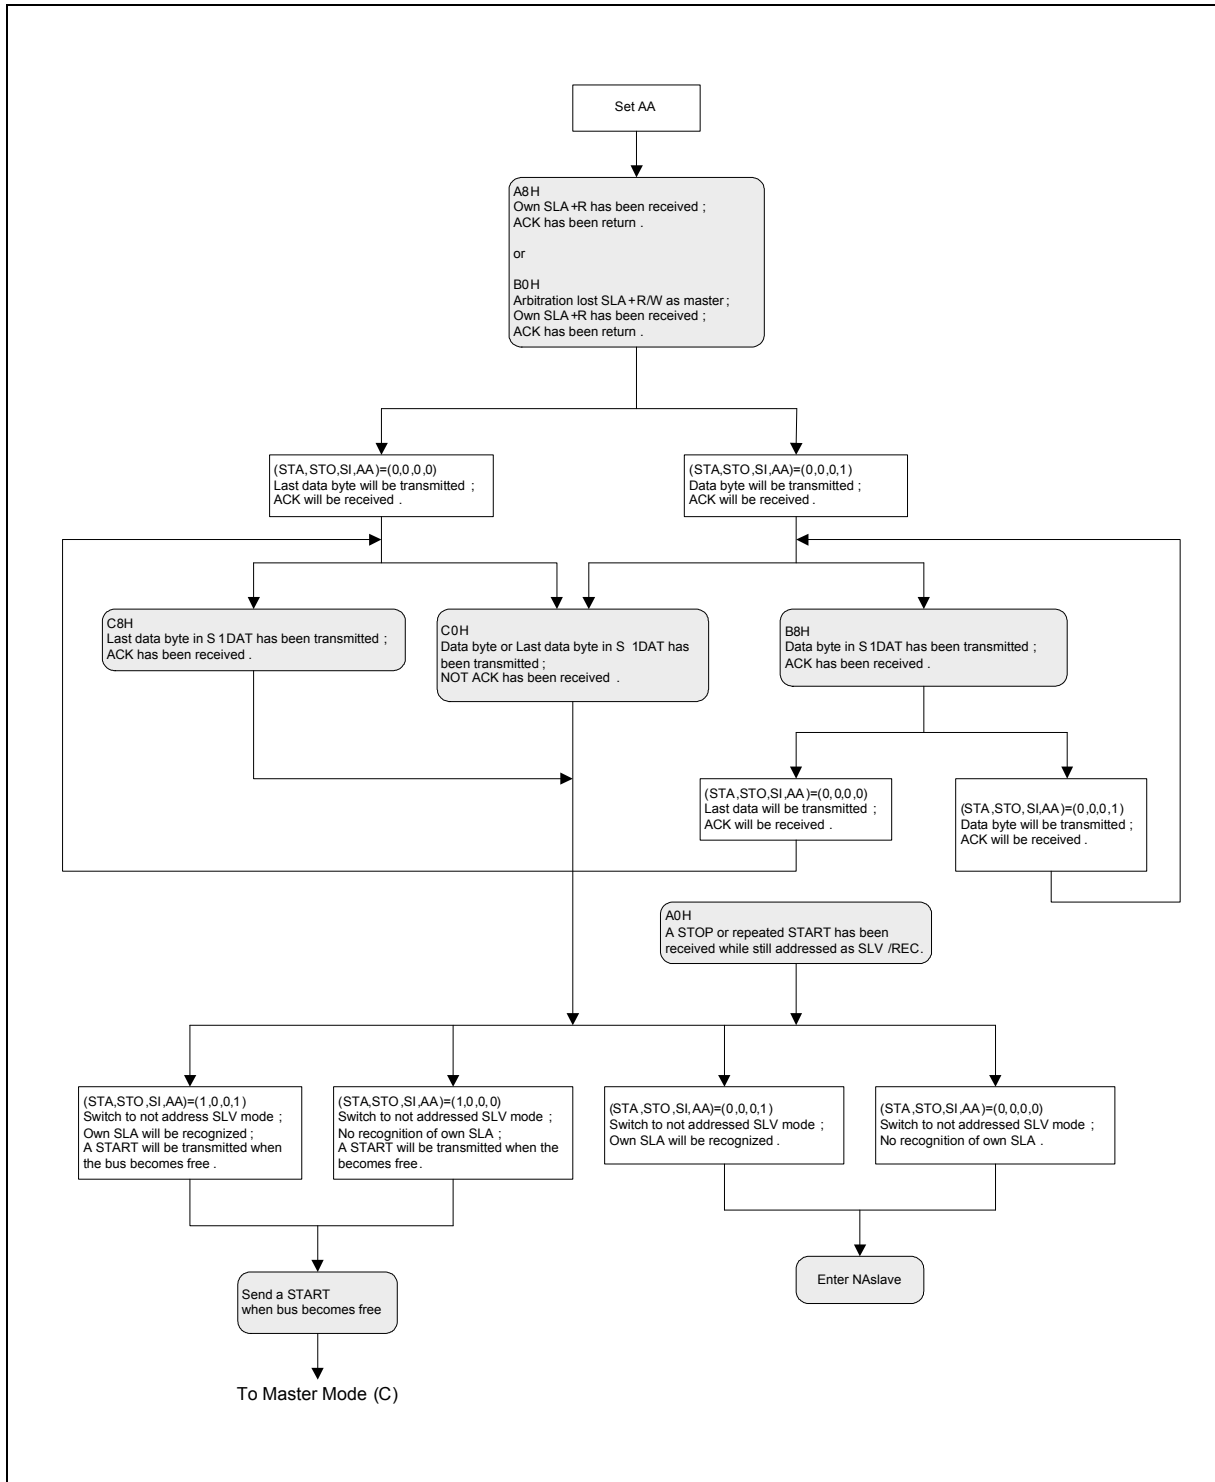 Set AA
A8H
Own SLA+R has been received ;
ACK has been return .
or
B0H
Arbitration lost SLA+R/W as master ;
Own SLA+R has been received ;
ACK has been return .
(STA,STO,SI,AA)=(0,0,0,0)
Last data byte will be transmitted ;
ACK will be received .
(STA,STO,SI,AA)=(0,0,0,1)
Data byte will be transmitted ;
ACK will be received .
C8H
Last data byte in S 1DAT has been transmitted ;
ACK has been received .
C0H
Data byte or Last data byte in S 1DAT has
been transmitted ;
NOT ACK has been received .
B8H
Data byte in S1DAT has been transmitted ;
ACK has been received .
(STA,STO,SI,AA)=(0,0,0,0)
Last data will be transmitted ;
ACK will be received .
(STA,STO,SI,AA)=(0,0,0,1)
Data byte will be transmitted ;
ACK will be received .
A0H
A STOP or repeated START has been
received while still addressed as SLV /REC.
(STA,STO,SI,AA)=(1,0,0,1)
Switch to not address SLV mode ;
Own SLA will be recognized ;
A START will be transmitted when
the bus becomes free .
(STA,STO,SI,AA)=(1,0,0,0)
Switch to not addressed SLV mode ;
No recognition of own SLA ;
A START will be transmitted when the
becomes free.
(STA,STO,SI,AA)=(0,0,0,1)
Switch to not addressed SLV mode ;
Own SLA will be recognized .
(STA,STO,SI,AA)=(0,0,0,0)
Switch to not addressed SLV mode ;
No recognition of own SLA .
Send a START
when bus becomes free
Enter NAslave
To Master Mode (C)